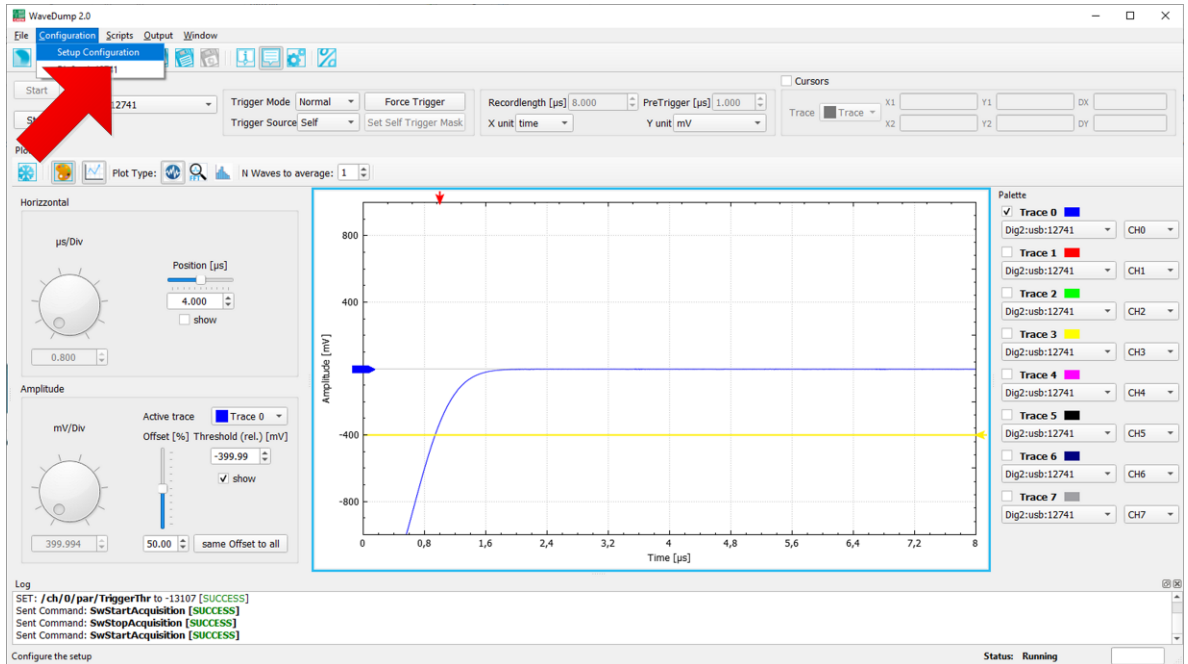 WaveDump 2.0
File Configuration Scripts Output Window
Setup Configuration
12741
Start
12741
Trigger Mode Normal Force Trigger
Trigger Source Self Set Self Trigger Mask
Recordlength [µs] 8.000 PreTrigger [µs] 1.000
X unit time Y unit mV
Cursors
Trace Trace X1 Y1 DX
X2 Y2 DY
Plot Type: N Waves to average: 1
Horizzontal
µs/Div
Position [µs]
4.000
show
0.800
Amplitude
mV/Div
Active trace Trace 0
Offset [%] Threshold (rel.) [mV]
-399.99
show
399.994 50.00 same Offset to all
Amplitude [mV]
800
400
0
-400
-800
0 0,8 1,6 2,4 3,2 4 4,8 5,6 6,4 7,2 8
Time [µs]
Palette
Trace 0
Dig2:usb:12741 CH0
Trace 1
Dig2:usb:12741 CH1
Trace 2
Dig2:usb:12741 CH2
Trace 3
Dig2:usb:12741 CH3
Trace 4
Dig2:usb:12741 CH4
Trace 5
Dig2:usb:12741 CH5
Trace 6
Dig2:usb:12741 CH6
Trace 7
Dig2:usb:12741 CH7
Log
SET: /ch/0/par/TriggerThr to -13107 [SUCCESS]
Sent Command: SwStartAcquisition [SUCCESS]
Sent Command: SwStopAcquisition [SUCCESS]
Sent Command: SwStartAcquisition [SUCCESS]
Configure the setup
Status: Running